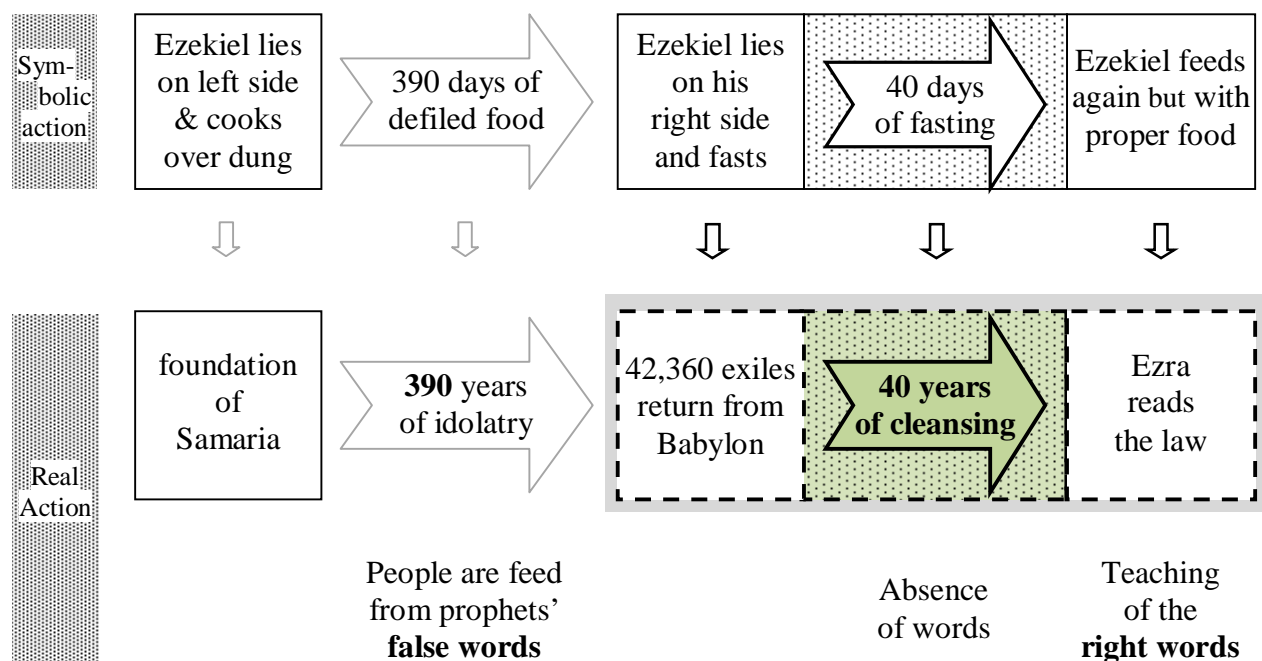 Sym-
bolic
action
Ezekiel lies
on left side
& cooks
over dung
390 days of
defiled food
Ezekiel lies
on his
right side
and fasts
40 days
of fasting
Ezekiel feeds
again but with
proper food
Real
Action
foundation
of
Samaria
390 years
of idolatry
42,360 exiles
return from
Babylon
40 years
of cleansing
Ezra
reads
the law
People are feed
from prophets’
false words
Absence
of words
Teaching
of the
right words